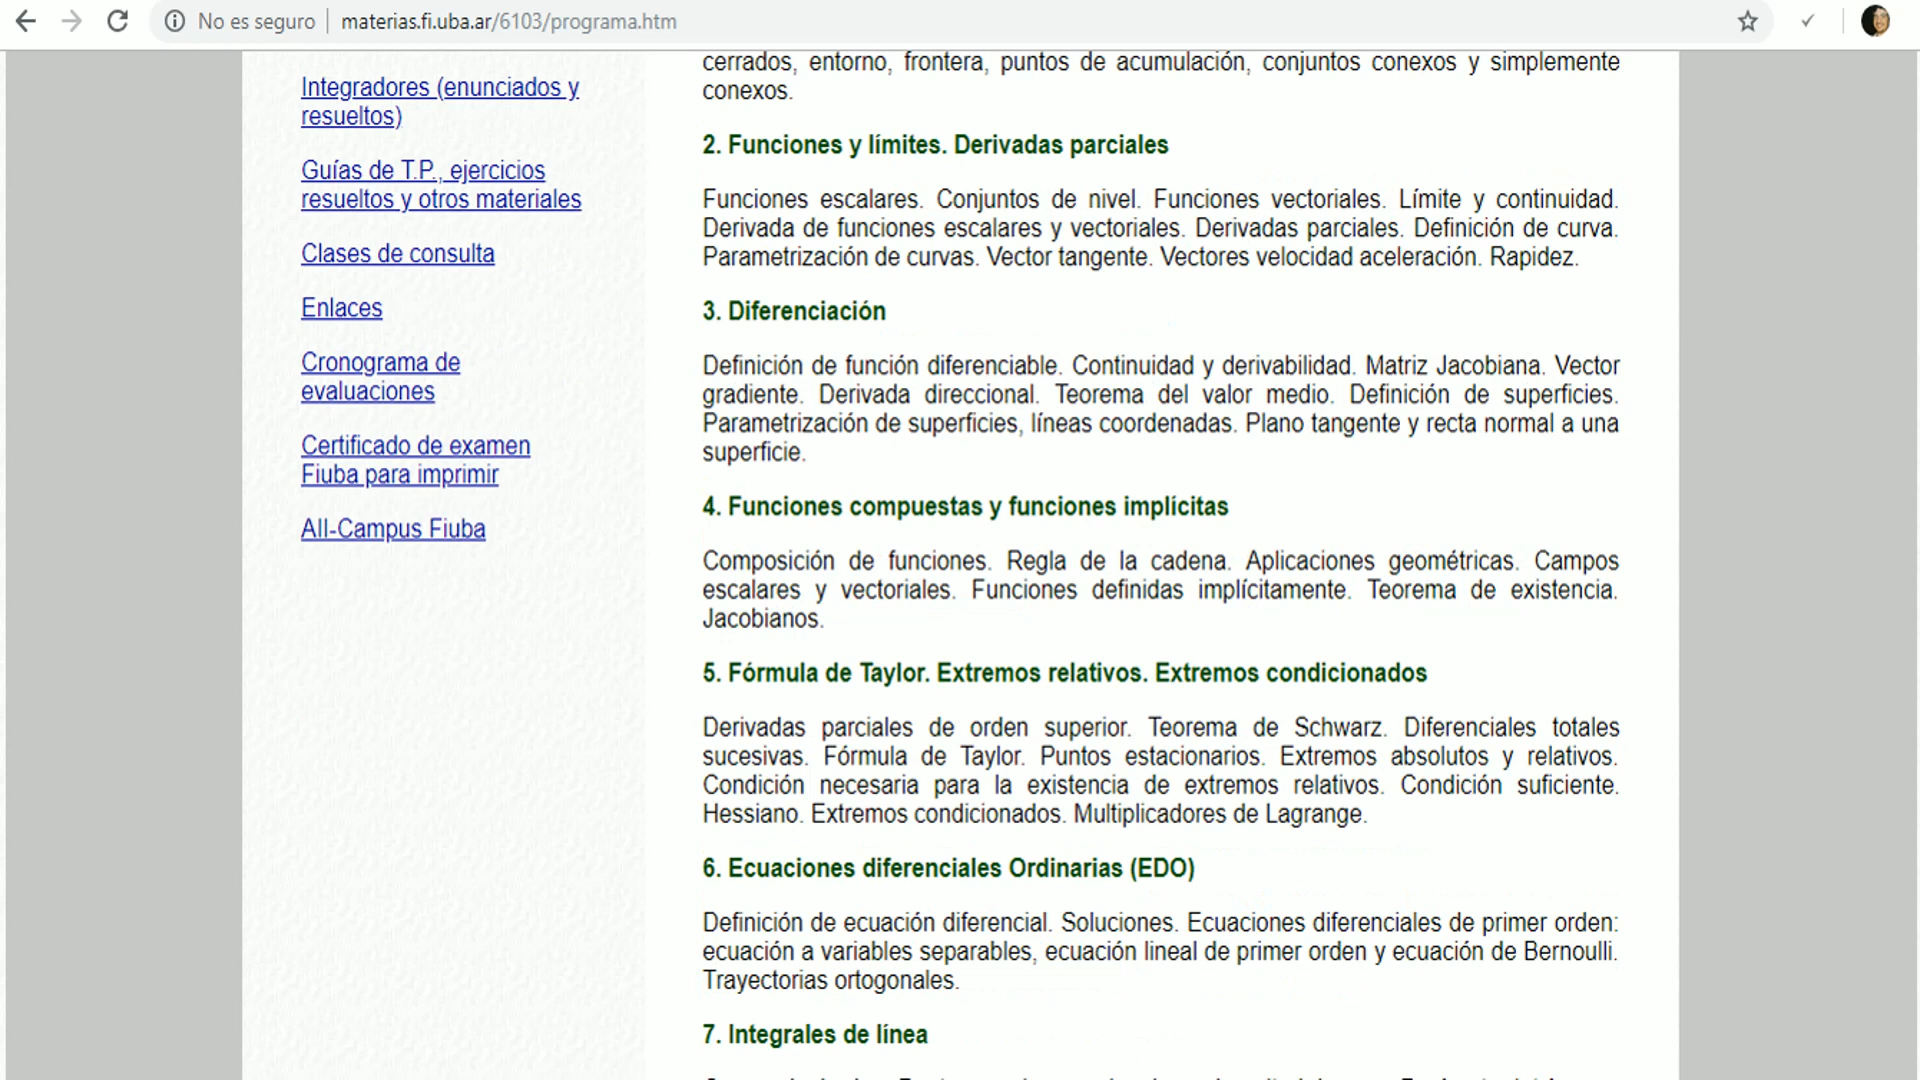 No es seguro
materias.fi.uba.ar/6103/programa.htm
Integradores (enunciados y
resueltos)
Guías de T.P., ejercicios
resueltos y otros materiales
Clases de consulta
Enlaces
Cronograma de
evaluaciones
Certificado de examen
Fiuba para imprimir
All-Campus Fiuba
cerrados, entorno, frontera, puntos de acumulación, conjuntos conexos y simplemente
conexos.
2. Funciones y límites. Derivadas parciales
Funciones escalares. Conjuntos de nivel. Funciones vectoriales. Límite y continuidad.
Derivada de funciones escalares y vectoriales. Derivadas parciales. Definición de curva.
Parametrización de curvas. Vector tangente. Vectores velocidad aceleración. Rapidez.
3. Diferenciación
Definición de función diferenciable. Continuidad y derivabilidad. Matriz Jacobiana. Vector
gradiente. Derivada direccional. Teorema del valor medio. Definición de superficies.
Parametrización de superficies, líneas coordenadas. Plano tangente y recta normal a una
superficie.
4. Funciones compuestas y funciones implícitas
Composición de funciones. Regla de la cadena. Aplicaciones geométricas. Campos
escalares y vectoriales. Funciones definidas implícitamente. Teorema de existencia.
Jacobianos.
5. Fórmula de Taylor. Extremos relativos. Extremos condicionados
Derivadas parciales de orden superior. Teorema de Schwarz. Diferenciales totales
sucesivas. Fórmula de Taylor. Puntos estacionarios. Extremos absolutos y relativos.
Condición necesaria para la existencia de extremos relativos. Condición suficiente.
Hessiano. Extremos condicionados. Multiplicadores de Lagrange.
6. Ecuaciones diferenciales Ordinarias (EDO)
Definición de ecuación diferencial. Soluciones. Ecuaciones diferenciales de primer orden:
ecuación a variables separables, ecuación lineal de primer orden y ecuación de Bernoulli.
Trayectorias ortogonales.
7. Integrales de línea